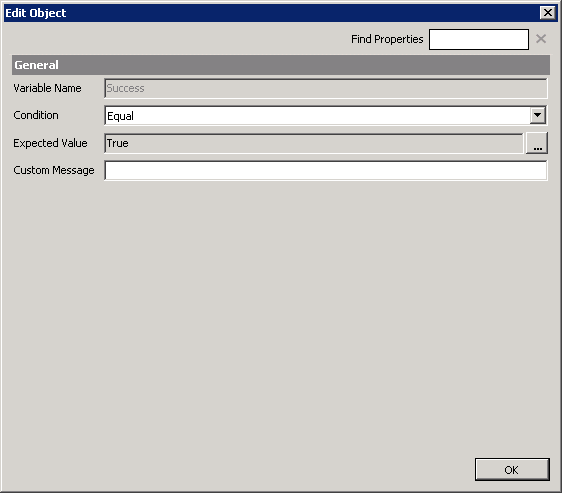 Edit Object
Find Properties
General
Variable Name Success
Condition Equal
Expected Value True ...
Custom Message
OK